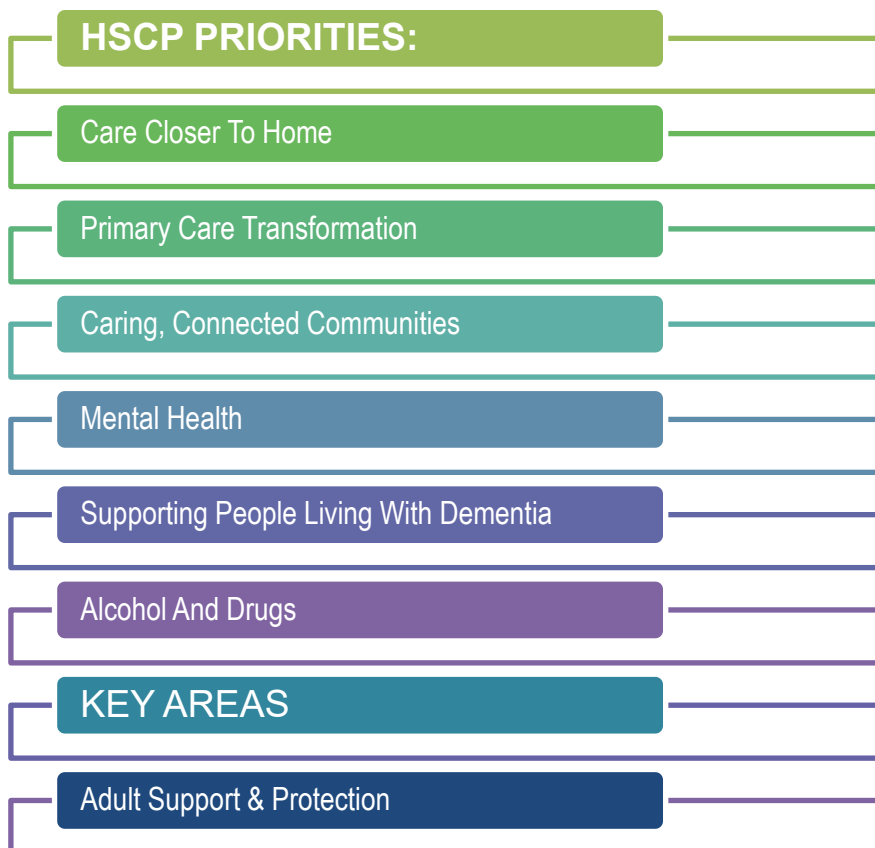 HSCP PRIORITIES:
Care Closer To Home
Primary Care Transformation
Caring, Connected Communities
Mental Health
Supporting People Living With Dementia
Alcohol And Drugs
KEY AREAS
Adult Support & Protection